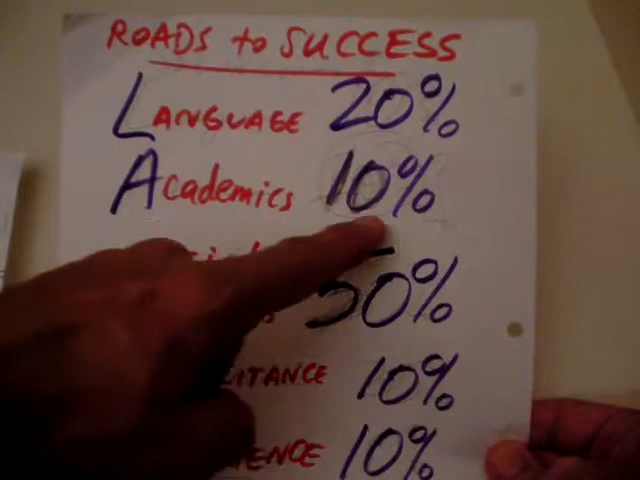 ROADS to SUCCESS
LANGUAGE 20%
Academics 10%
50%
10%
10%